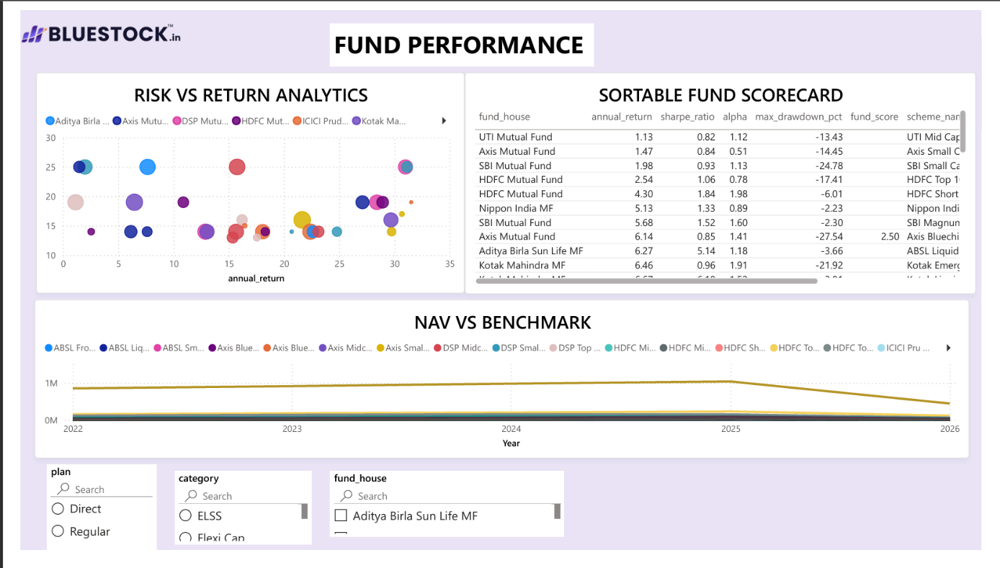 BLUESTOCK.in
™
FUND PERFORMANCE
RISK VS RETURN ANALYTICS
Aditya Birla ... Axis Mutu... DSP Mutu... HDFC Mut... ICICI Prud... Kotak Ma...
30
25
20
15
10
0 5 10 15 20 25 30 35
annual_return
SORTABLE FUND SCORECARD
fund_house annual_return sharpe_ratio alpha max_drawdown_pct fund_score scheme_nan
UTI Mutual Fund 1.13 0.82 1.12 -13.43 UTI Mid Cap
Axis Mutual Fund 1.47 0.84 0.51 -14.45 Axis Small C
SBI Mutual Fund 1.98 0.93 1.13 -24.78 SBI Small Ca
HDFC Mutual Fund 2.54 1.06 0.78 -17.41 HDFC Top 1
HDFC Mutual Fund 4.30 1.84 1.98 -6.01 HDFC Short
Nippon India MF 5.13 1.33 0.89 -2.23 Nippon Indi
SBI Mutual Fund 5.68 1.52 1.60 -2.30 SBI Magnun
Axis Mutual Fund 6.14 0.85 1.41 -27.54 2.50 Axis Bluechi
Aditya Birla Sun Life MF 6.27 5.14 1.18 -3.66 ABSL Liquid
Kotak Mahindra MF 6.46 0.96 1.91 -21.92 Kotak Emerg
NAV VS BENCHMARK
ABSL Fro... ABSL Liq... ABSL Sm... Axis Blue... Axis Blue... Axis Midc... Axis Smal... DSP Midc... DSP Smal... DSP Top ... HDFC Mi... HDFC Mi... HDFC Sh... HDFC To... HDFC To... ICICI Pru ...
1M
0M
2022 2023 2024 2025 2026
Year
plan
Search
Direct
Regular
category
Search
ELSS
Flexi Cap
fund_house
Search
Aditya Birla Sun Life MF